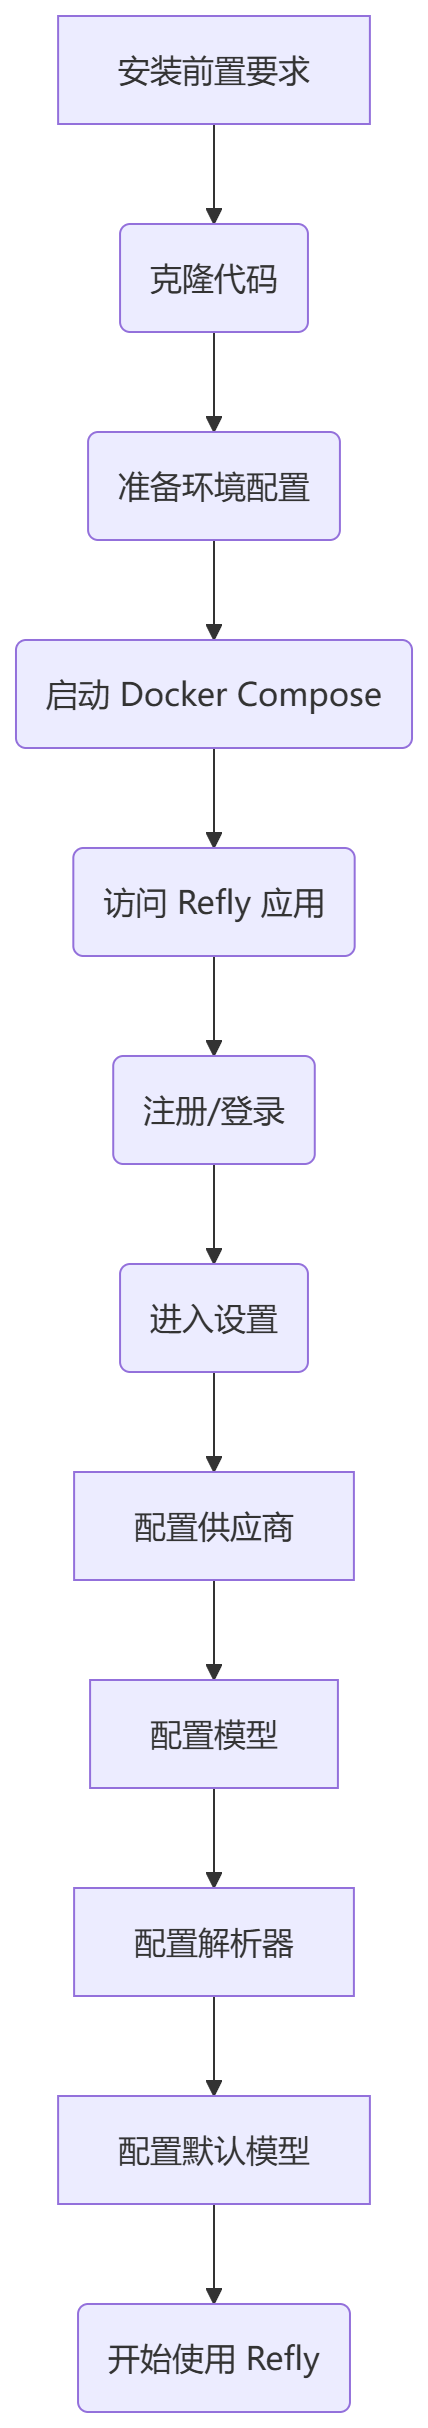 安装前置要求
克隆代码
准备环境配置
启动 Docker Compose
访问 Refly 应用
注册/登录
进入设置
配置供应商
配置模型
配置解析器
配置默认模型
开始使用 Refly